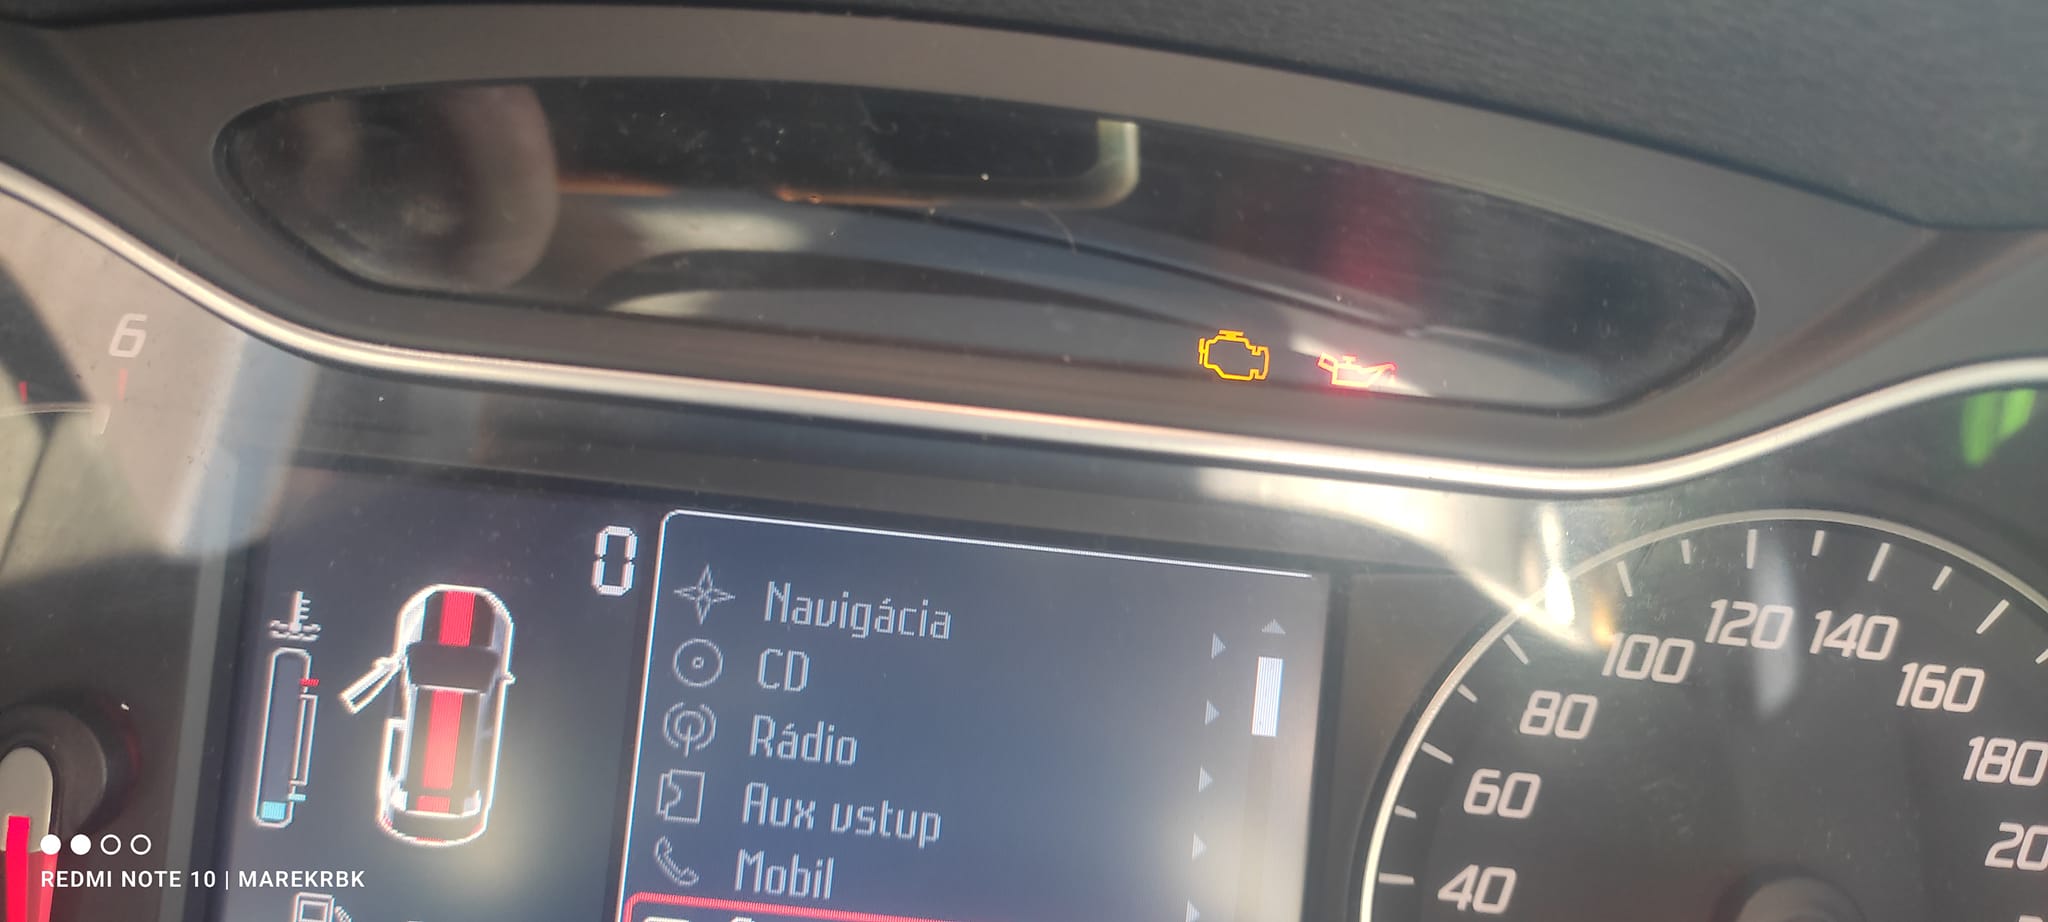 6
0
Navigácia
CD
Rádio
Aux vstup
Mobil
40
60
80
100
120
140
160
180
20
REDMI NOTE 10 | MAREKRBK